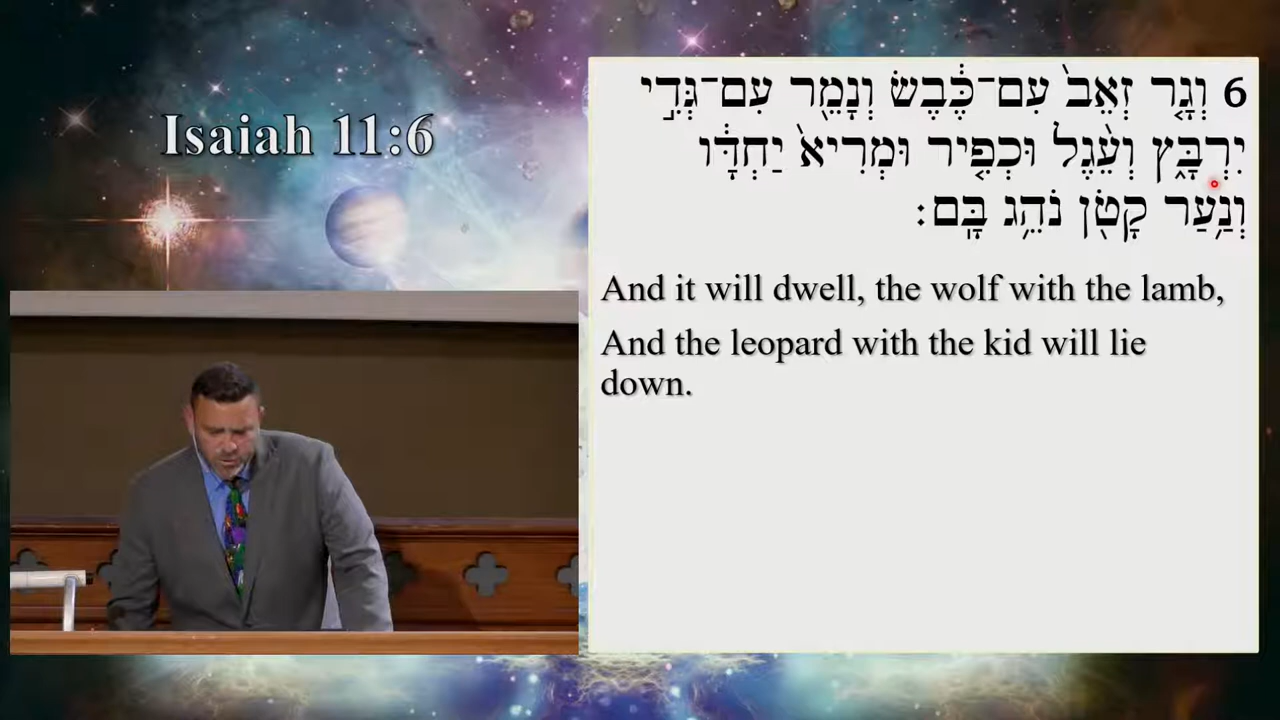 Isaiah 11:6
6 וְגָ֤ר זְאֵב֙ עִם־כֶּ֔בֶשׂ וְנָמֵ֖ר עִם־גְּדִ֣י
יִרְבָּ֑ץ וְעֵ֨גֶל וּכְפִ֤יר וּמְרִיא֙ יַחְדָּ֔ו
וְנַ֥עַר קָטֹ֖ן נֹהֵ֥ג בָּֽם׃
And it will dwell, the wolf with the lamb,
And the leopard with the kid will lie
down.